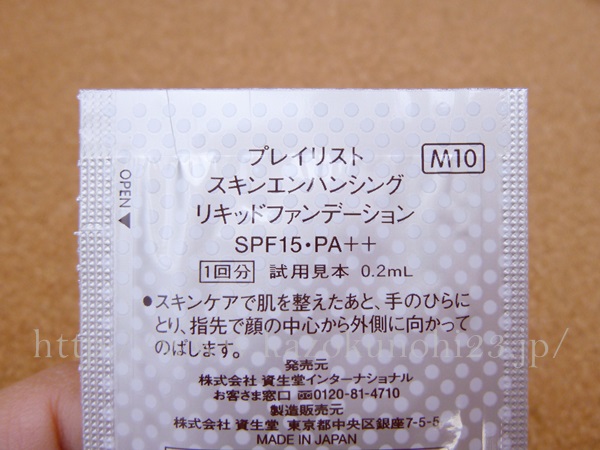 プレイリスト
M10
スキンエンハンシング
リキッドファンデーション
SPF15・PA++
1回分 試用見本 0.2mL
●スキンケアで肌を整えたあと、手のひらに
とり、指先で顔の中心から外側に向かって
のばします。
発売元
株式会社 資生堂インターナショナル
お客さま窓口 0120-81-4710
製造販売元
株式会社 資生堂 東京都中央区銀座7-5-5
MADE IN JAPAN
OPEN